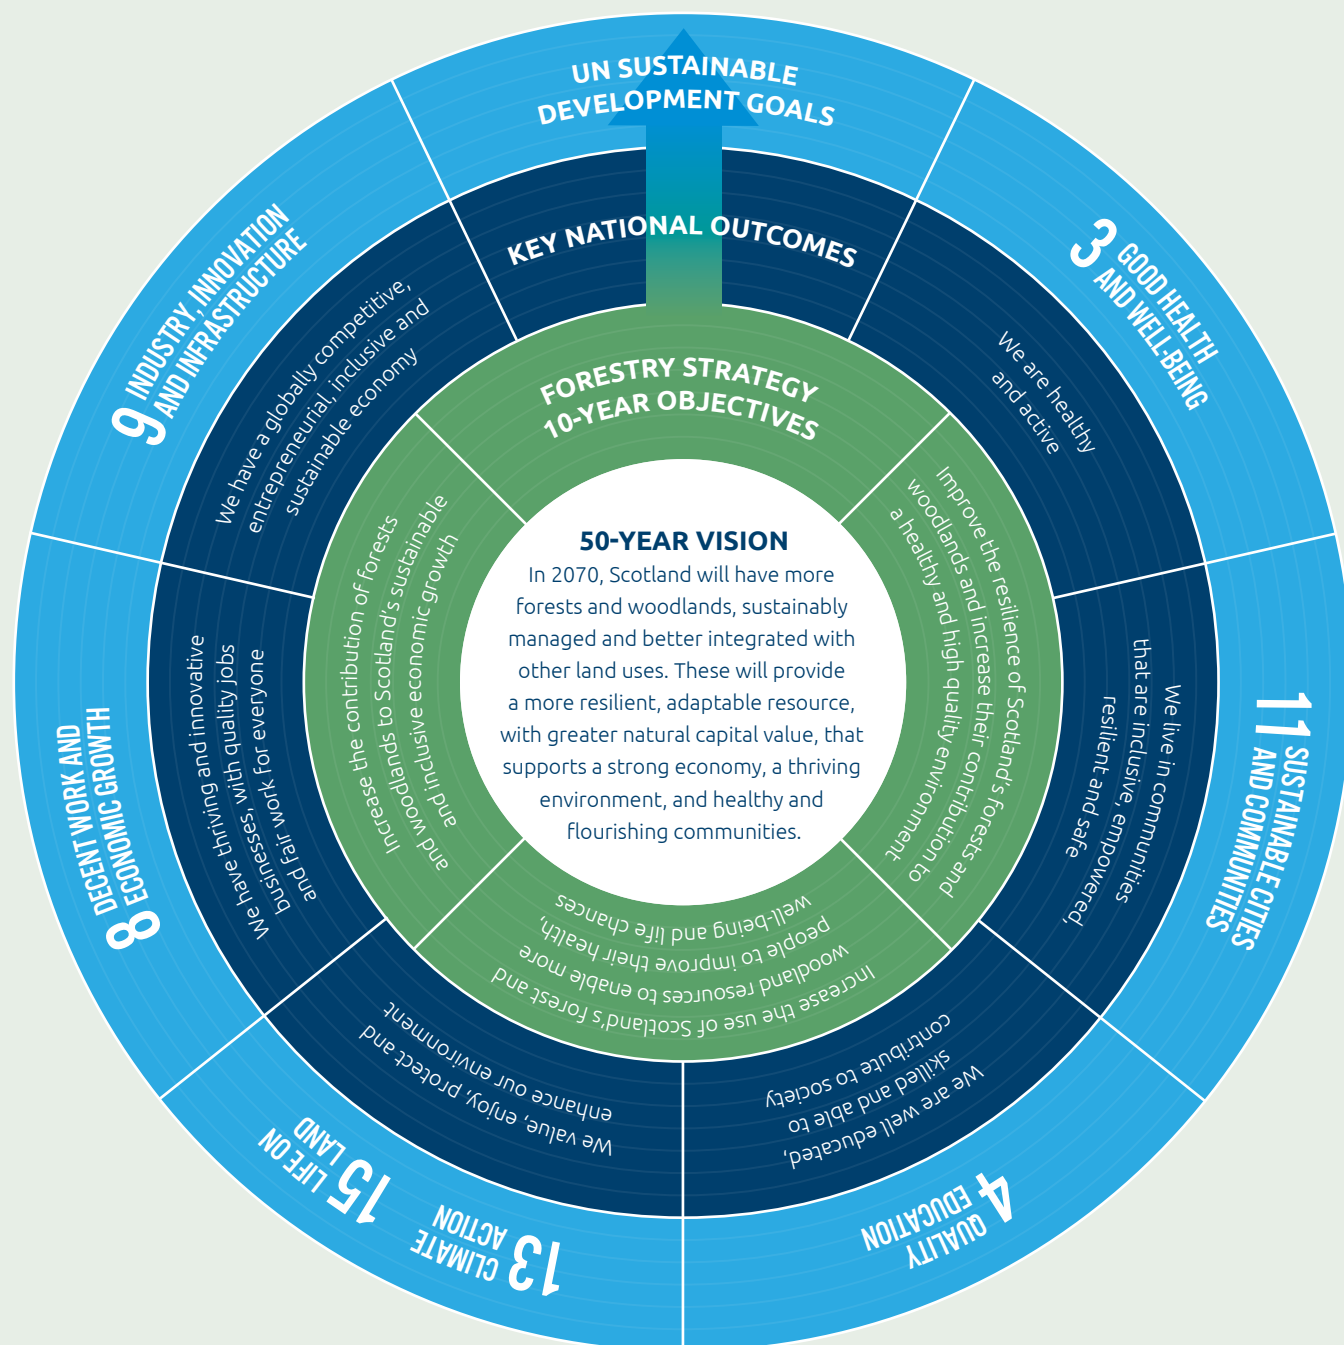 UN SUSTAINABLE
DEVELOPMENT GOALS
KEY NATIONAL OUTCOMES
FORESTRY STRATEGY
10-YEAR OBJECTIVES
50-YEAR VISION
In 2070, Scotland will have more
forests and woodlands, sustainably
managed and better integrated with
other land uses. These will provide
a more resilient, adaptable resource,
with greater natural capital value, that
supports a strong economy, a thriving
environment, and healthy and
flourishing communities.
Improve the resilience of Scotland's forests and
woodlands and increase their contribution to
a healthy and high quality environment
Increase the use of Scotland's forest and
wooodland resources to enable more
people to improve their health,
well-being and life chances
Increase the contribution of forests
and woodlands to Scotland's sustainable
and inclusive economic growth
We are healthy
and active
We live in communities
that are inclusive, empowered,
resilient and safe
We are well educated,
skilled and able to
contribute to society
We value, enjoy, protect and
enhance our environment
We have thriving and innovative
businesses, with quality jobs
and fair work for everyone
We have a globally competitive,
entrepreneurial, inclusive and
sustainable economy
3 GOOD HEALTH
AND WELL-BEING
11 SUSTAINABLE CITIES
AND COMMUNITIES
4 QUALITY
EDUCATION
13 CLIMATE
ACTION
15 LIFE ON
LAND
8 DECENT WORK AND
ECONOMIC GROWTH
9 INDUSTRY, INNOVATION
AND INFRASTRUCTURE